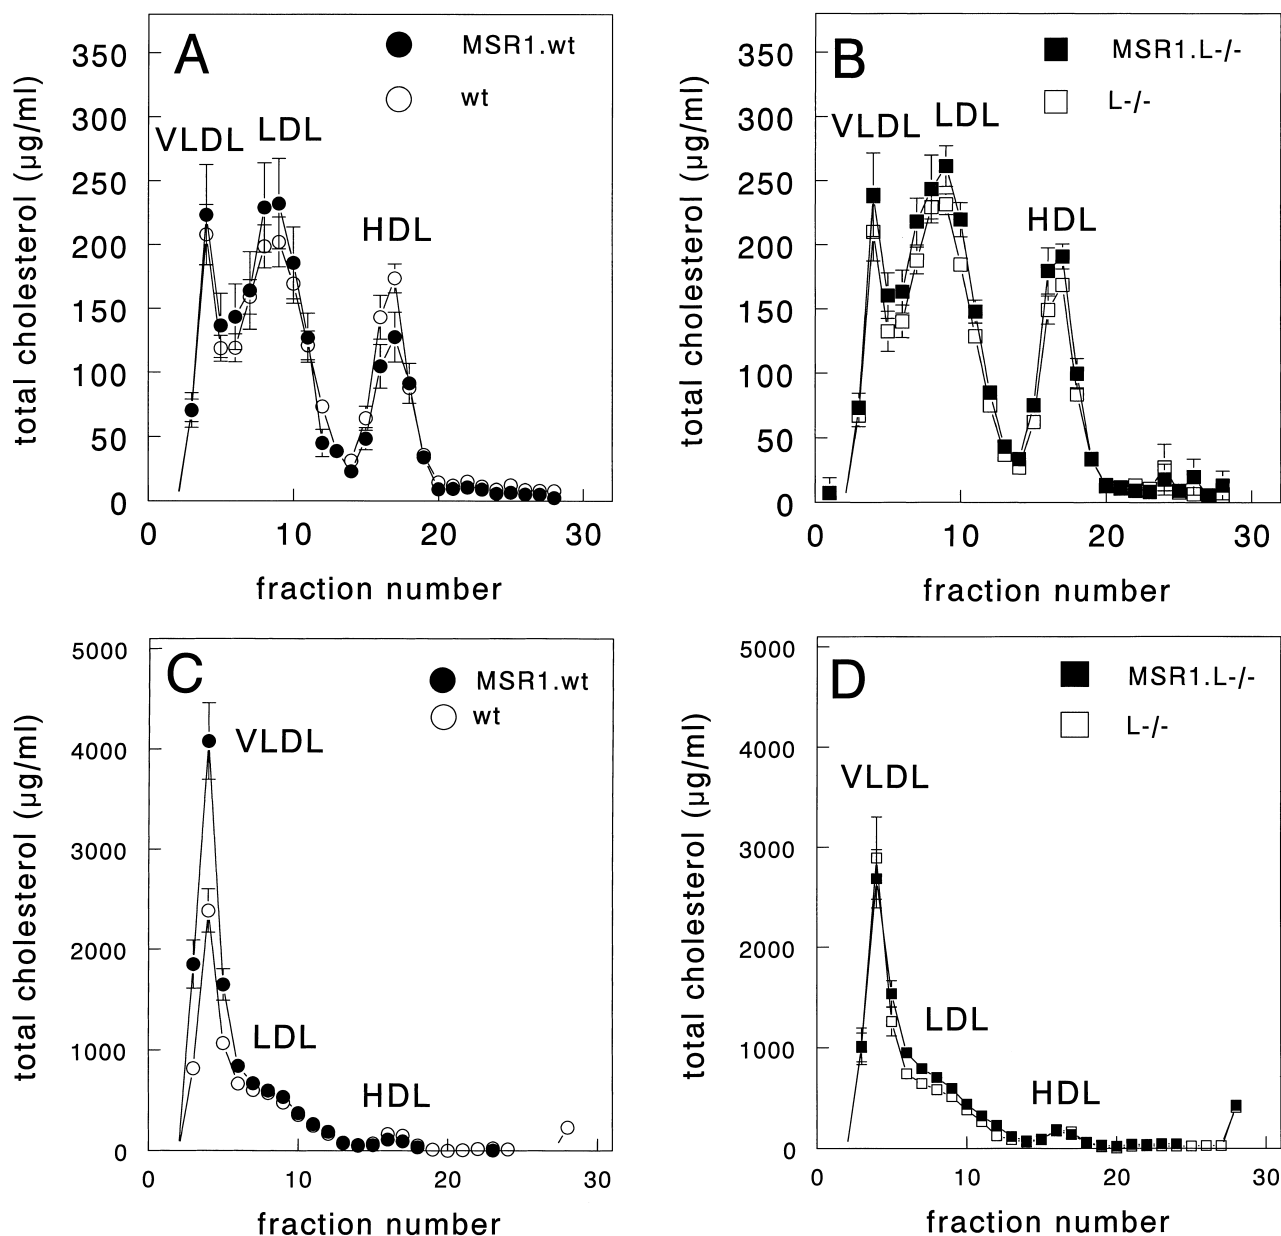 A
MSR1.wt
wt
VLDL
LDL
HDL
total cholesterol (µg/ml)
350
300
250
200
150
100
50
0
0 10 20 30
fraction number
B
MSR1.L-/-
L-/-
VLDL
LDL
HDL
total cholesterol (µg/ml)
350
300
250
200
150
100
50
0
0 10 20 30
fraction number
C
MSR1.wt
wt
VLDL
LDL
HDL
total cholesterol (µg/ml)
5000
4000
3000
2000
1000
0
0 10 20 30
fraction number
D
MSR1.L-/-
L-/-
VLDL
LDL
HDL
total cholesterol (µg/ml)
5000
4000
3000
2000
1000
0
0 10 20 30
fraction number